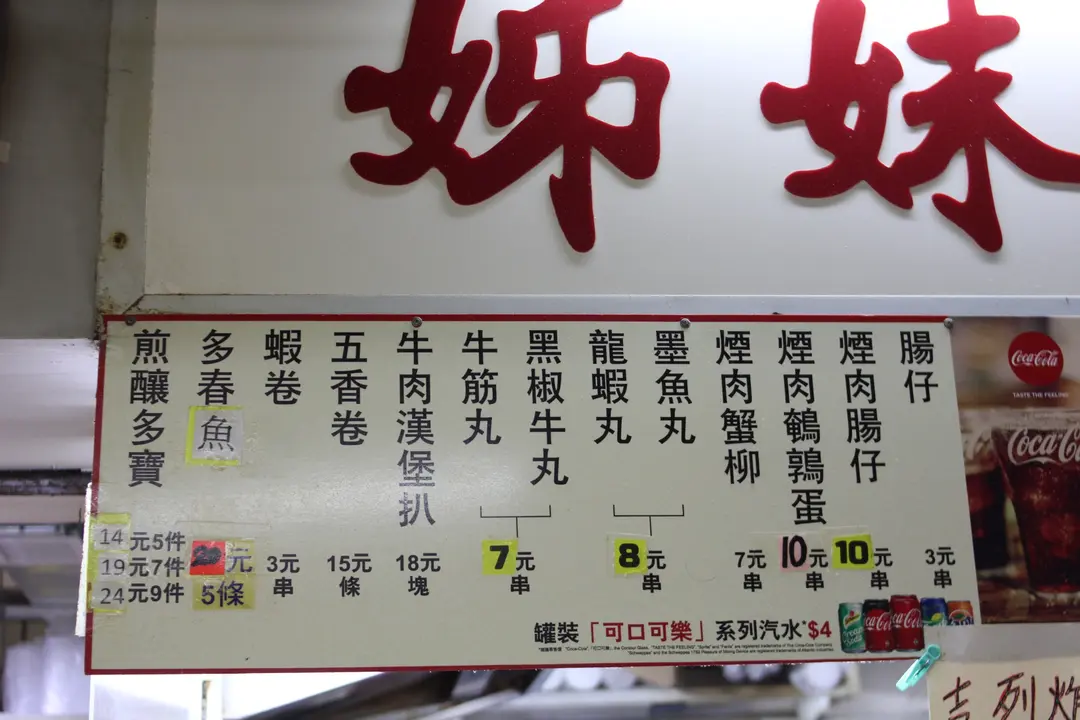 姊妹
腸仔
3元串
煙肉腸仔
10元串
煙肉鵪鶉蛋
10元串
煙肉蟹柳
7元串
墨魚丸
龍蝦丸
8元串
黑椒牛丸
牛筋丸
7元串
牛肉漢堡扒
18元塊
五香卷
15元條
蝦卷
3元串
多春魚
元
5條
煎釀多寶
14元5件
19元7件
24元9件
罐裝「可口可樂」系列汽水*$4
Coca-Cola
TASTE THE FEELING
Coca-Cola
吉列炸